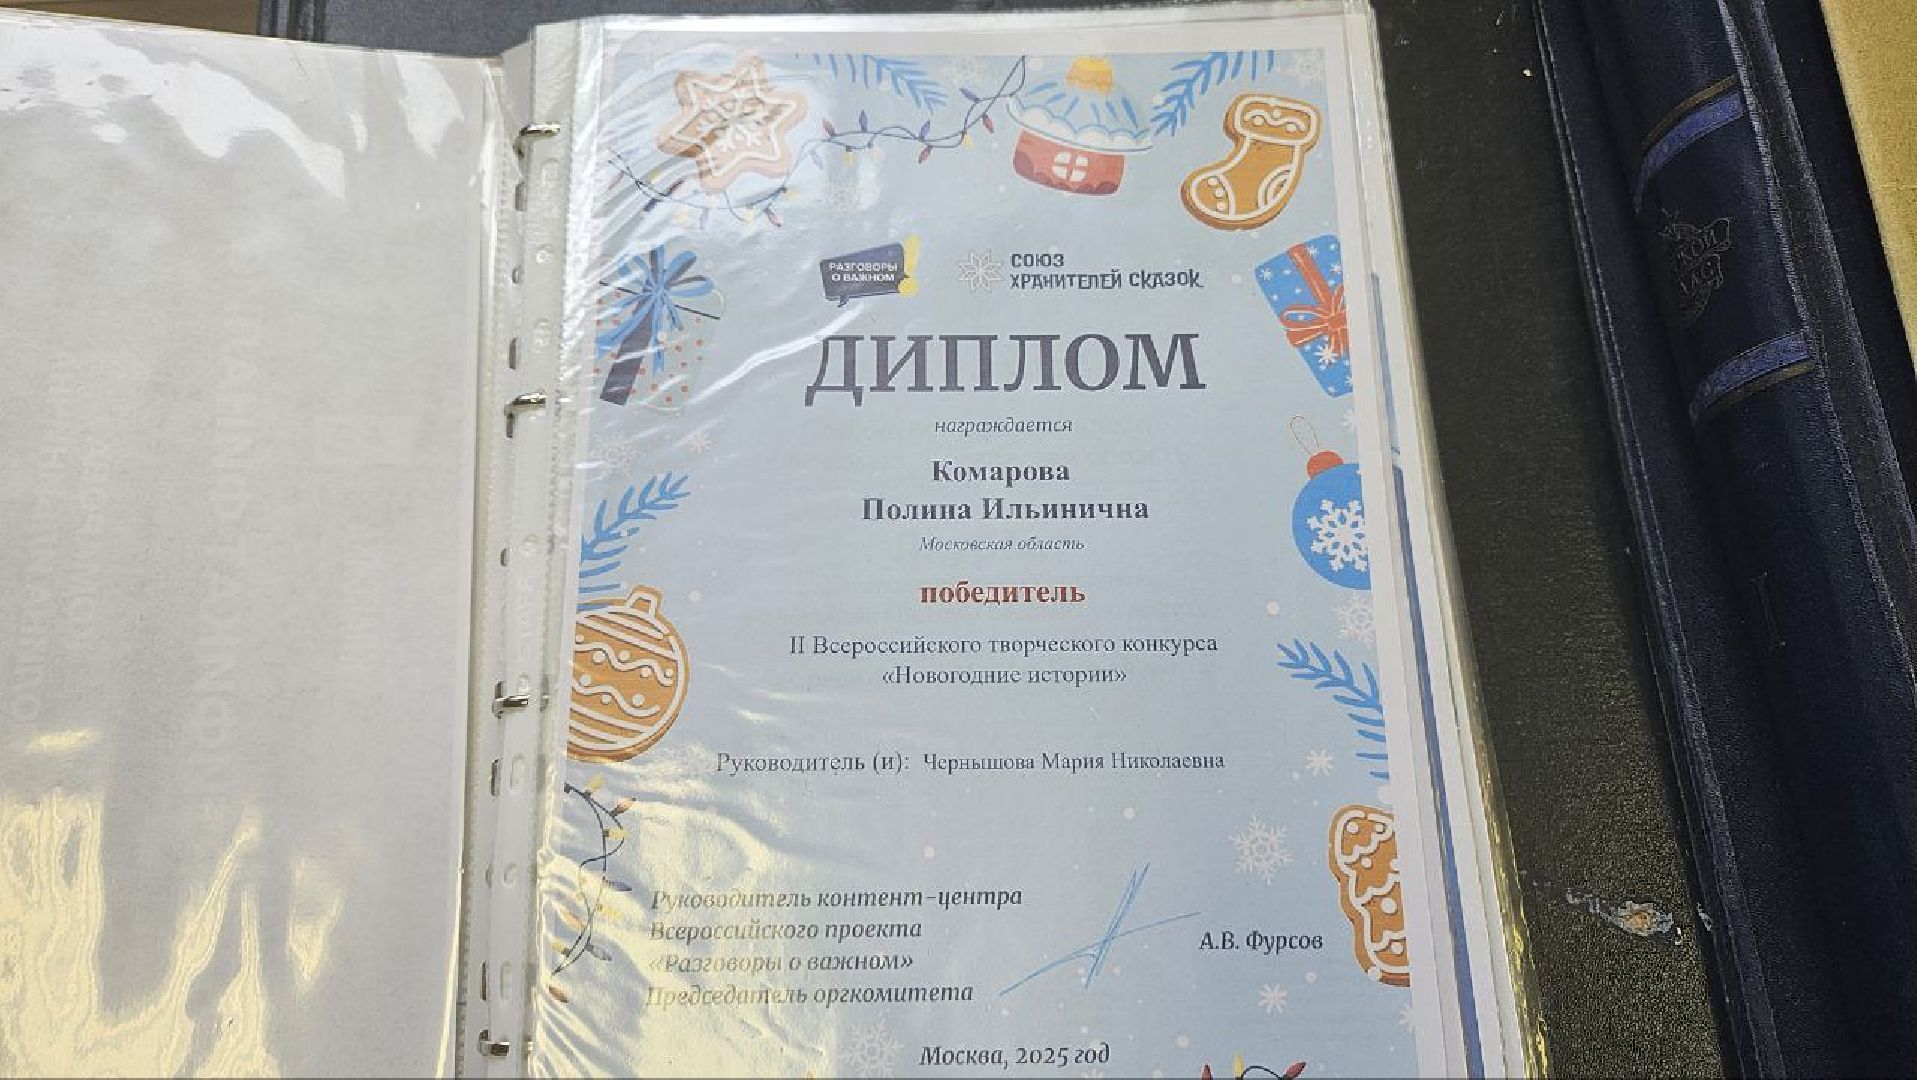 РАЗГОВОРЫ
О ВАЖНОМ
СОЮЗ
ХРАНИТЕЛЕЙ СКАЗОК
ДИПЛОМ
награждается
Комарова
Полина Ильинична
Московская область
победитель
II Всероссийского творческого конкурса
«Новогодние истории»
Руководитель (и): Чернышова Мария Николаевна
Руководитель контент-центра
Всероссийского проекта
«Разговоры о важном»
Председатель оргкомитета
А.В. Фурсов
Москва, 2025 год